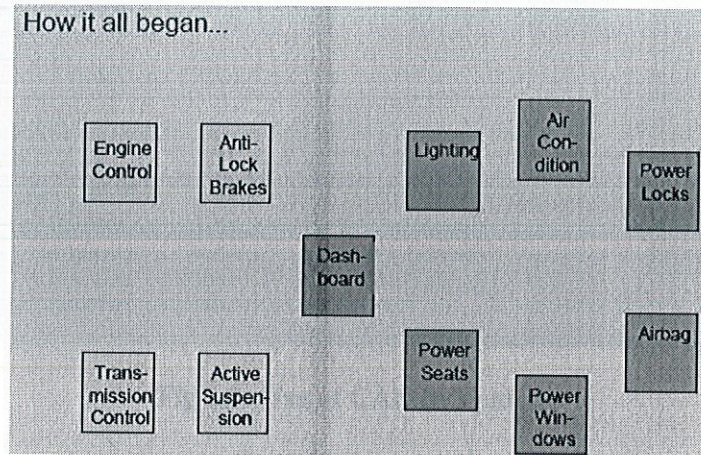 How it all began...
Engine
Control
Anti-
Lock
Brakes
Lighting
Air
Con-
dition
Power
Locks
Dash-
board
Trans-
mission
Control
Active
Suspen-
sion
Power
Seats
Power
Win-
dows
Airbag